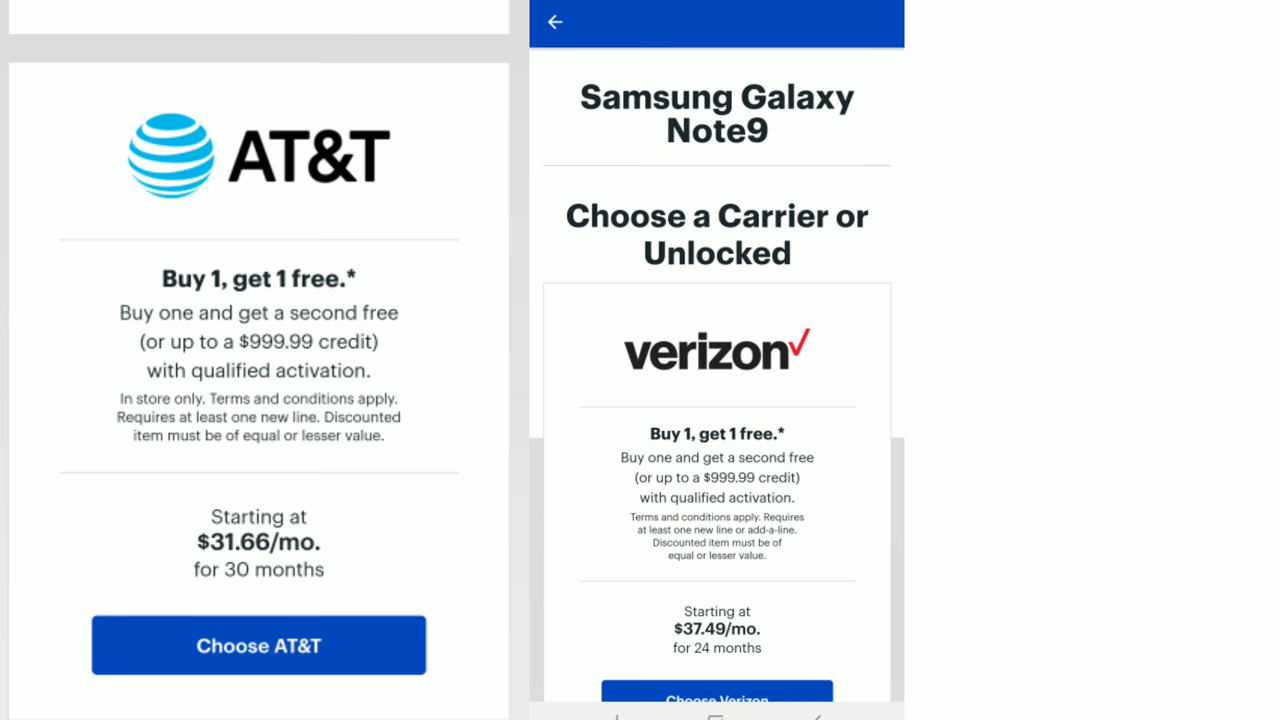 AT&T
Buy 1, get 1 free.*
Buy one and get a second free
(or up to a $999.99 credit)
with qualified activation.
In store only. Terms and conditions apply.
Requires at least one new line. Discounted
item must be of equal or lesser value.
Starting at
$31.66/mo.
for 30 months
Choose AT&T
Samsung Galaxy
Note9
Choose a Carrier or
Unlocked
verizon
Buy 1, get 1 free.*
Buy one and get a second free
(or up to a $999.99 credit)
with qualified activation.
Terms and conditions apply. Requires
at least one new line or add-a-line.
Discounted item must be of
equal or lesser value.
Starting at
$37.49/mo.
for 24 months
Choose Verizon